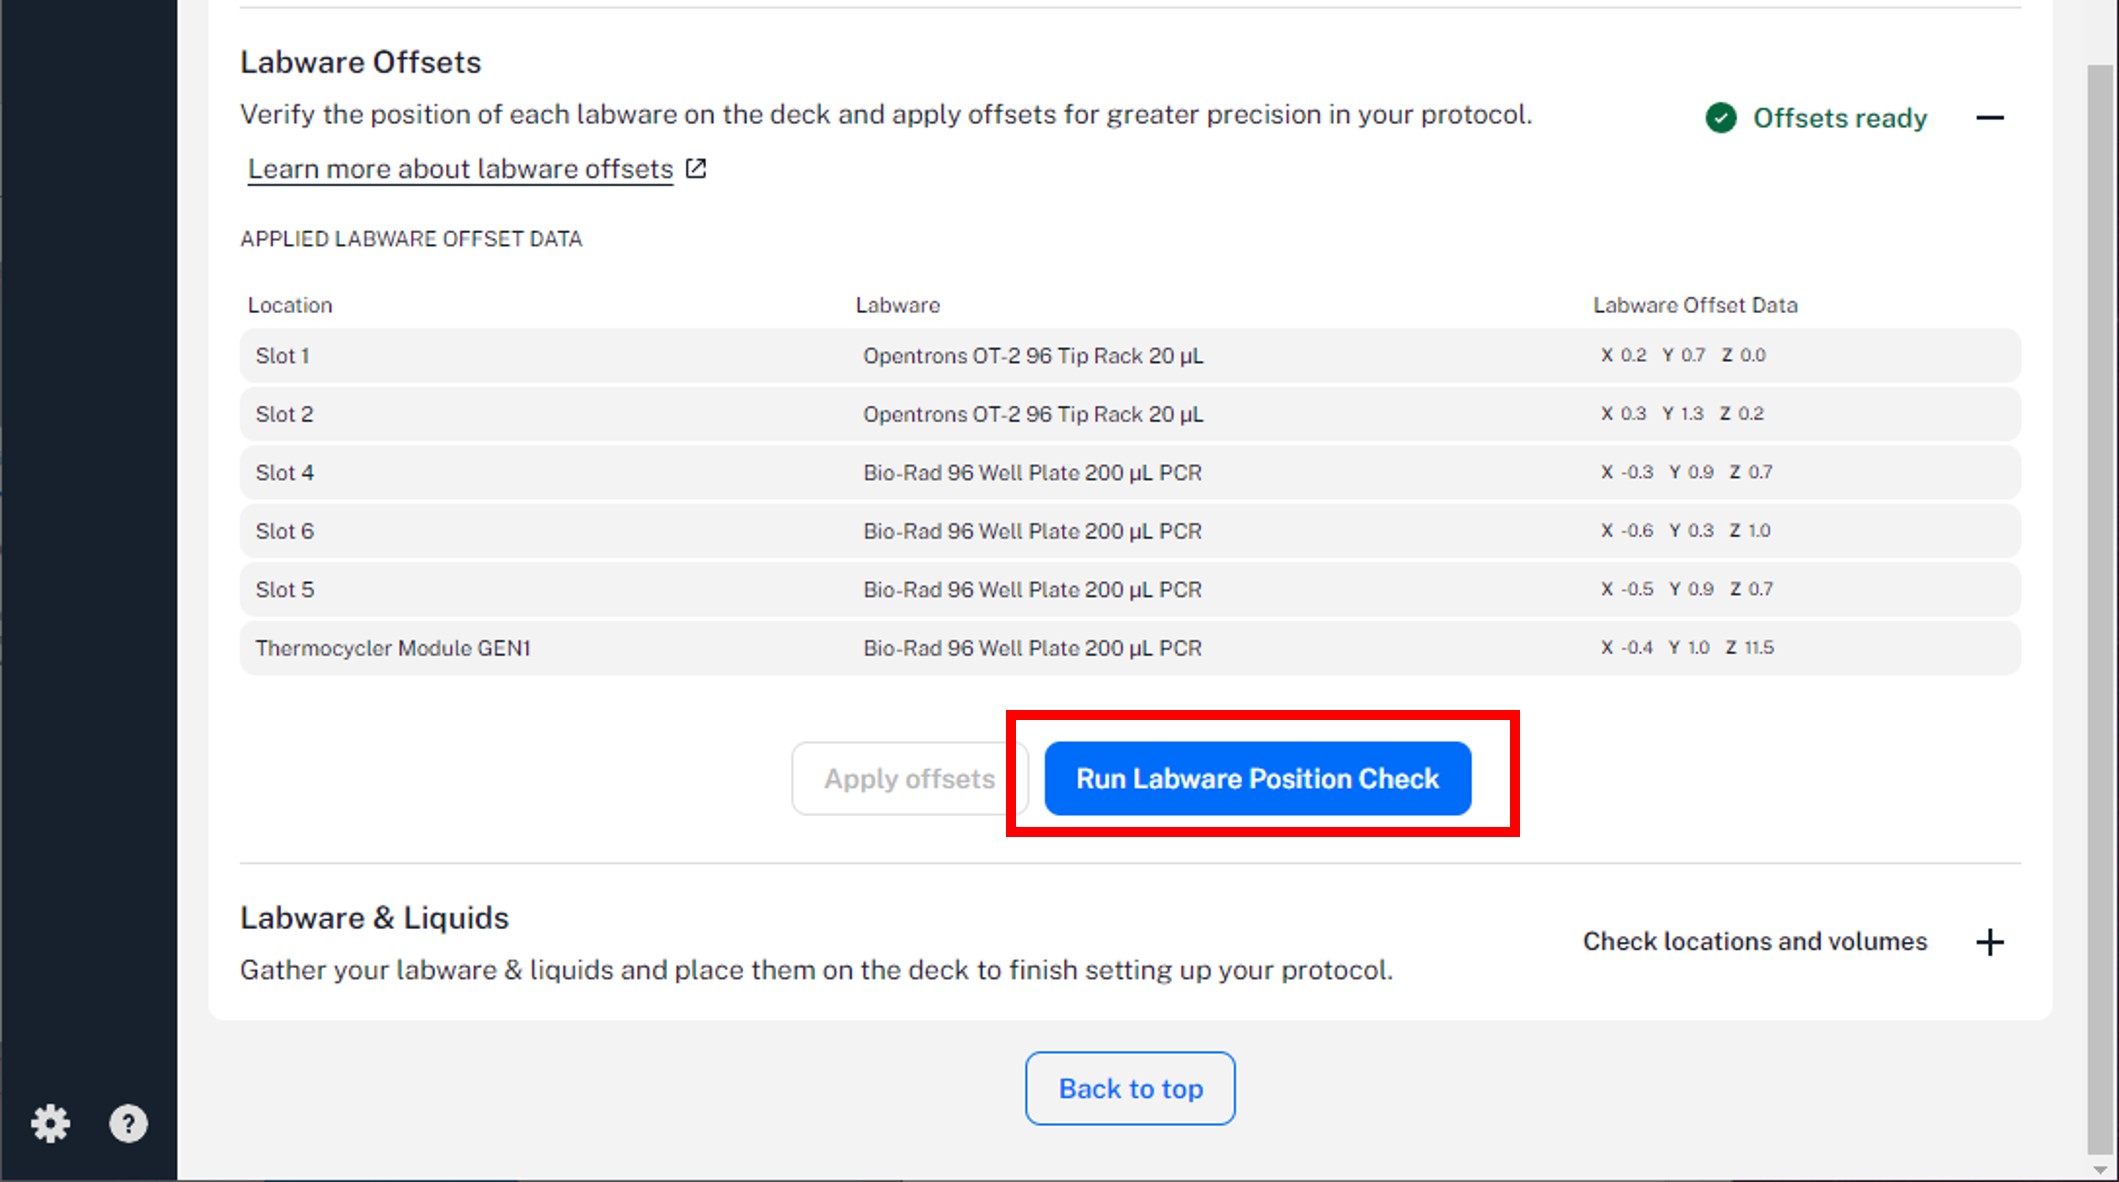 Labware Offsets
Verify the position of each labware on the deck and apply offsets for greater precision in your protocol.
Offsets ready
Learn more about labware offsets
APPLIED LABWARE OFFSET DATA
Location Labware Labware Offset Data
Slot 1 Opentrons OT-2 96 Tip Rack 20 µL X 0.2 Y 0.7 Z 0.0
Slot 2 Opentrons OT-2 96 Tip Rack 20 µL X 0.3 Y 1.3 Z 0.2
Slot 4 Bio-Rad 96 Well Plate 200 µL PCR X -0.3 Y 0.9 Z 0.7
Slot 6 Bio-Rad 96 Well Plate 200 µL PCR X -0.6 Y 0.3 Z 1.0
Slot 5 Bio-Rad 96 Well Plate 200 µL PCR X -0.5 Y 0.9 Z 0.7
Thermocycler Module GEN1 Bio-Rad 96 Well Plate 200 µL PCR X -0.4 Y 1.0 Z 11.5
Apply offsets Run Labware Position Check
Labware & Liquids
Check locations and volumes
Gather your labware & liquids and place them on the deck to finish setting up your protocol.
Back to top
?